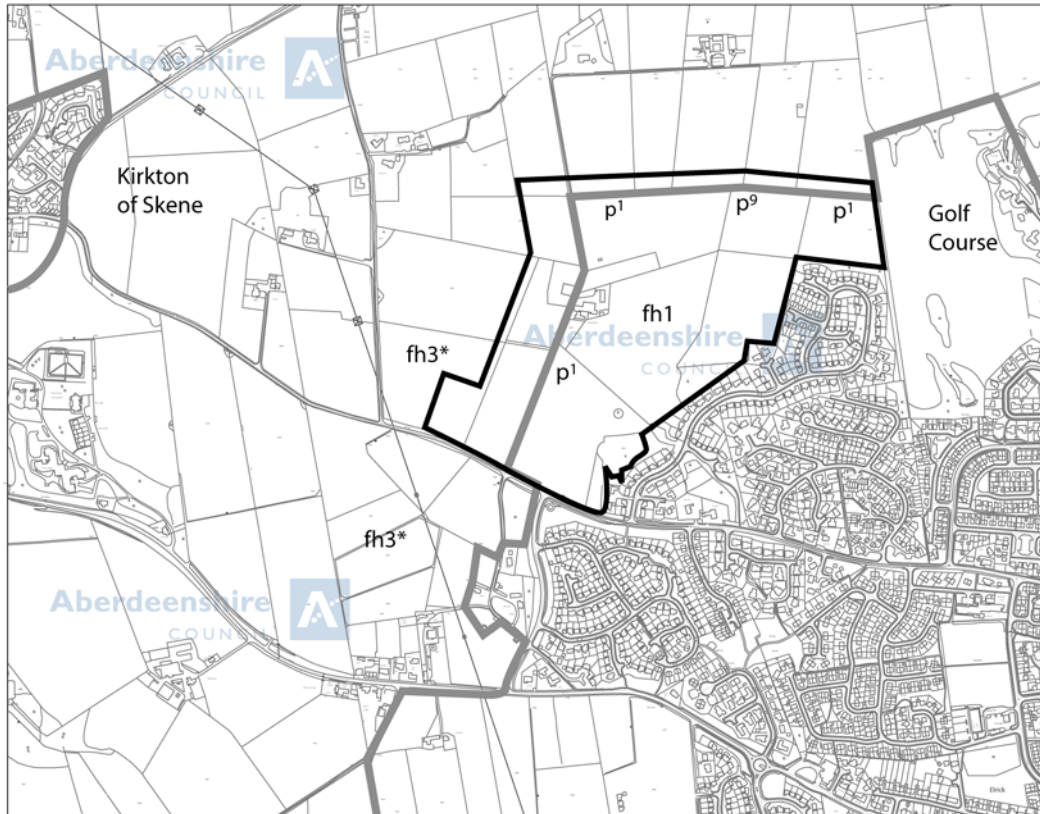 Aberdeenshire
COUNCIL
Kirkton
of Skene
p¹
p⁹
p¹
Golf
Course
fh1
Aberdeenshire
COUNCIL
fh3*
p¹
fh3*
Aberdeenshire
COUNCIL
Elrick